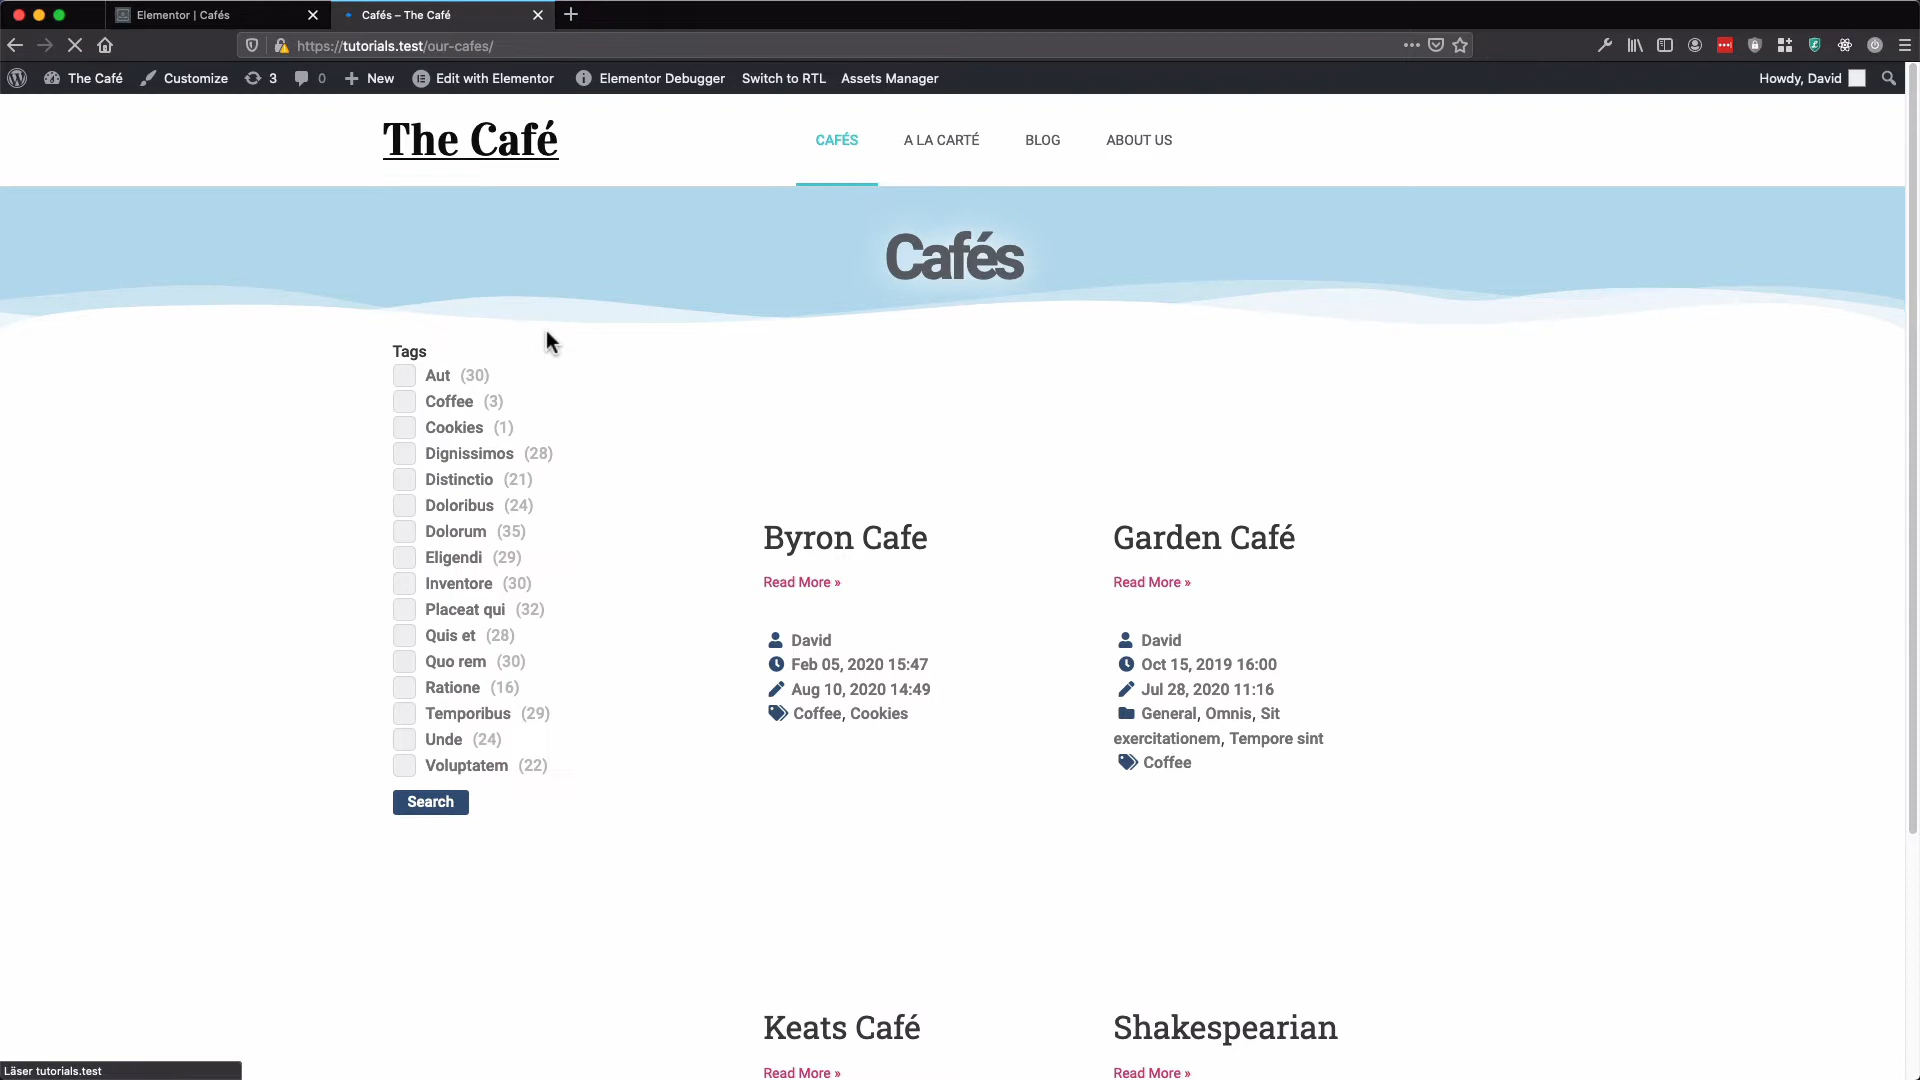 Elementor | Cafés
Cafés – The Café
https://tutorials.test/our-cafes/
The Café
Customize
3
0
New
Edit with Elementor
Elementor Debugger
Switch to RTL
Assets Manager
Howdy, David
The Café
CAFÉS
A LA CARTÉ
BLOG
ABOUT US
Cafés
Tags
Aut (30)
Coffee (3)
Cookies (1)
Dignissimos (28)
Distinctio (21)
Doloribus (24)
Dolorum (35)
Eligendi (29)
Inventore (30)
Placeat qui (32)
Quis et (28)
Quo rem (30)
Ratione (16)
Temporibus (29)
Unde (24)
Voluptatem (22)
Search
Byron Cafe
Read More »
David
Feb 05, 2020 15:47
Aug 10, 2020 14:49
Coffee, Cookies
Garden Café
Read More »
David
Oct 15, 2019 16:00
Jul 28, 2020 11:16
General, Omnis, Sit
exercitationem, Tempore sint
Coffee
Keats Café
Read More »
Shakespearian
Read More »
Läser tutorials.test